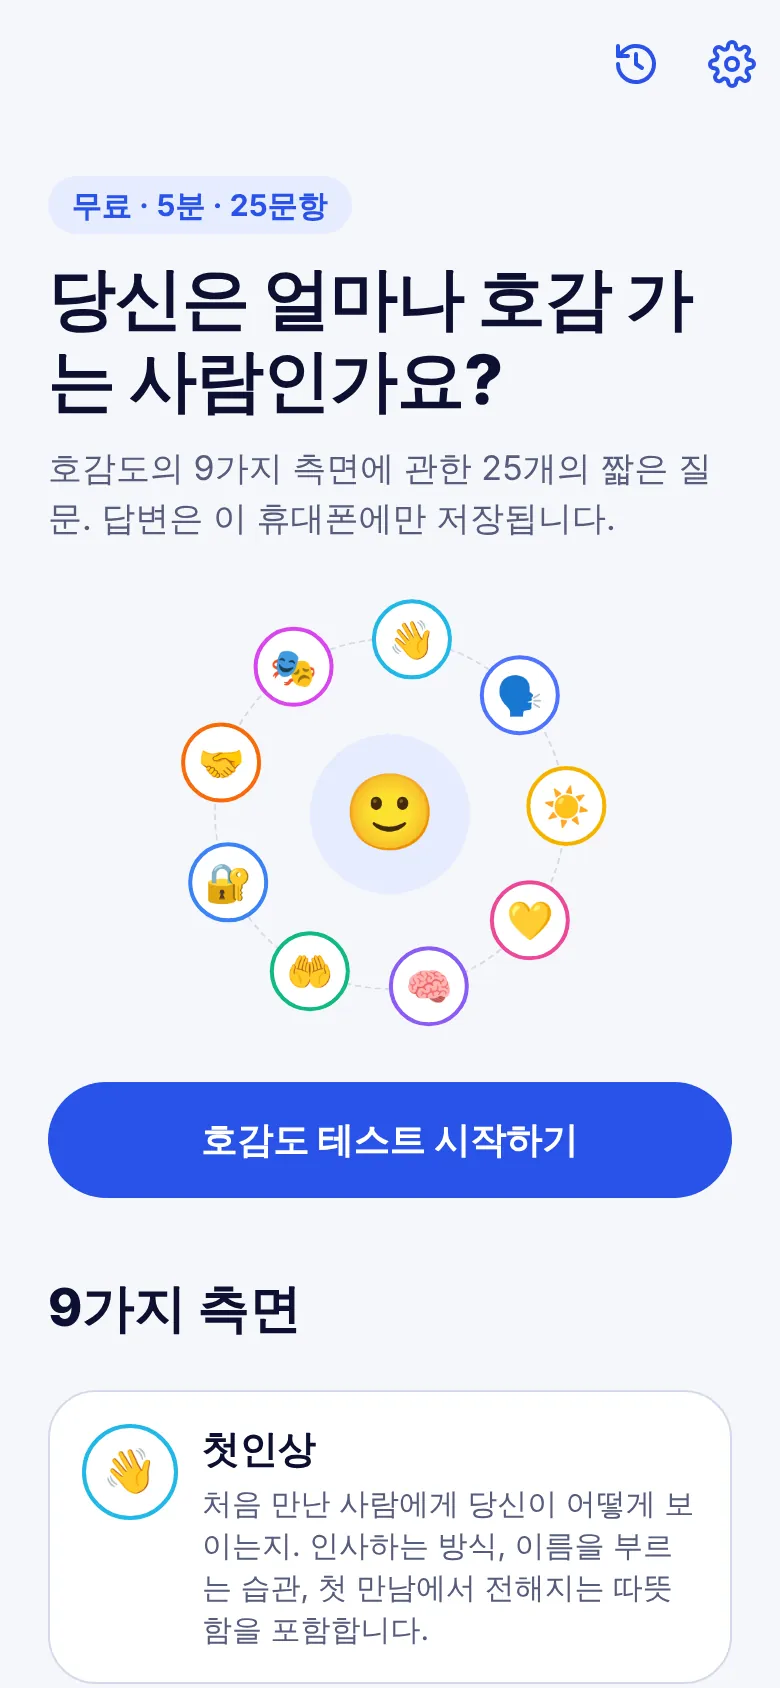 무료 · 5분 · 25문항
당신은 얼마나 호감 가
는 사람인가요?
호감도의 9가지 측면에 관한 25개의 짧은 질
문. 답변은 이 휴대폰에만 저장됩니다.
호감도 테스트 시작하기
9가지 측면
첫인상
처음 만난 사람에게 당신이 어떻게 보
이는지. 인사하는 방식, 이름을 부르
는 습관, 첫 만남에서 전해지는 따뜻
함을 포함합니다.